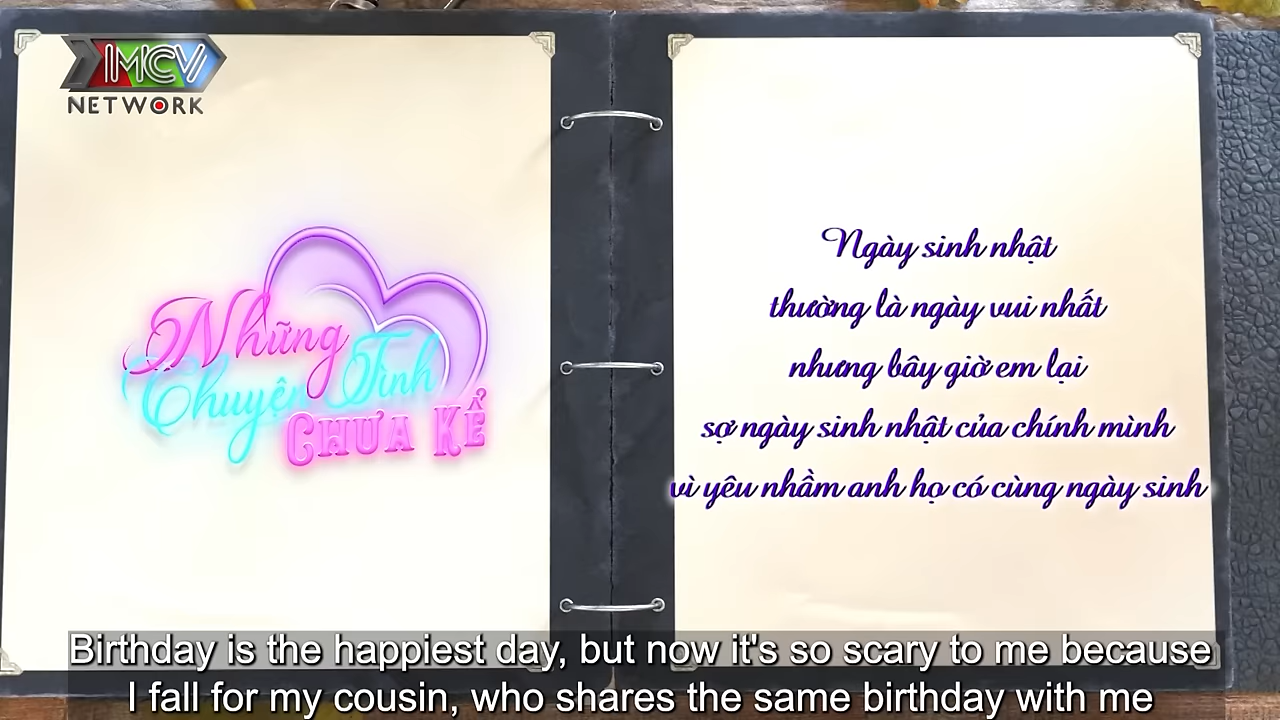 MCV
NETWORK
Những
Chuyện Tình
CHƯA KỂ
Ngày sinh nhật
thường là ngày vui nhất
nhưng bây giờ em lại
sợ ngày sinh nhật của chính mình
vì yêu nhầm anh họ có cùng ngày sinh
Birthday is the happiest day, but now it's so scary to me because
I fall for my cousin, who shares the same birthday with me